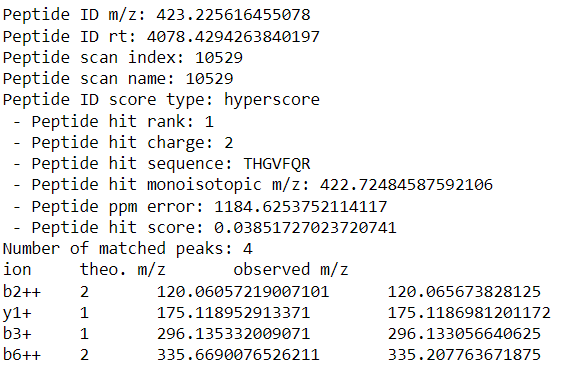 Peptide ID m/z: 423.225616455078
Peptide ID rt: 4078.4294263840197
Peptide scan index: 10529
Peptide scan name: 10529
Peptide ID score type: hyperscore
 - Peptide hit rank: 1
 - Peptide hit charge: 2
 - Peptide hit sequence: THGVFQR
 - Peptide hit monoisotopic m/z: 422.72484587592106
 - Peptide ppm error: 1184.6253752114117
 - Peptide hit score: 0.03851727023720741
Number of matched peaks: 4
ion theo. m/z observed m/z
b2++ 2 120.06057219007101 120.065673828125
y1+ 1 175.118952913371 175.1186981201172
b3+ 1 296.135332009071 296.133056640625
b6++ 2 335.6690076526211 335.207763671875